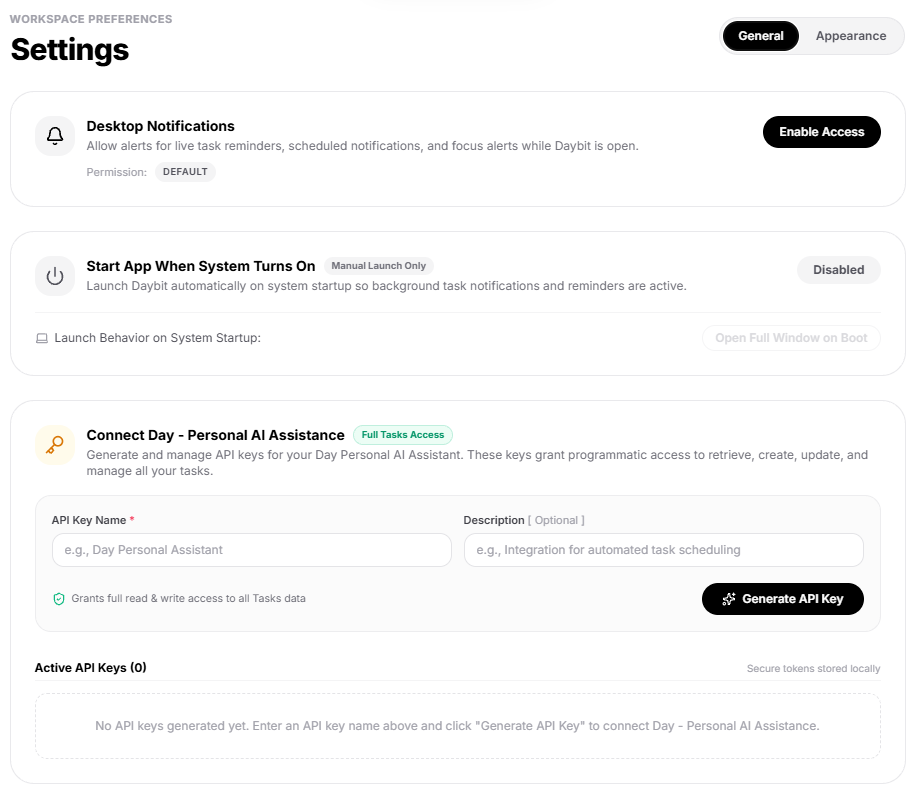 WORKSPACE PREFERENCES
Settings
General
Appearance
Desktop Notifications
Allow alerts for live task reminders, scheduled notifications, and focus alerts while Daybit is open.
Permission: DEFAULT
Enable Access
Start App When System Turns On Manual Launch Only
Launch Daybit automatically on system startup so background task notifications and reminders are active.
Disabled
Launch Behavior on System Startup:
Open Full Window on Boot
Connect Day - Personal AI Assistance Full Tasks Access
Generate and manage API keys for your Day Personal AI Assistant. These keys grant programmatic access to retrieve, create, update, and
manage all your tasks.
API Key Name *
e.g., Day Personal Assistant
Description [ Optional ]
e.g., Integration for automated task scheduling
Grants full read & write access to all Tasks data
Generate API Key
Active API Keys (0)
Secure tokens stored locally
No API keys generated yet. Enter an API key name above and click "Generate API Key" to connect Day - Personal AI Assistance.